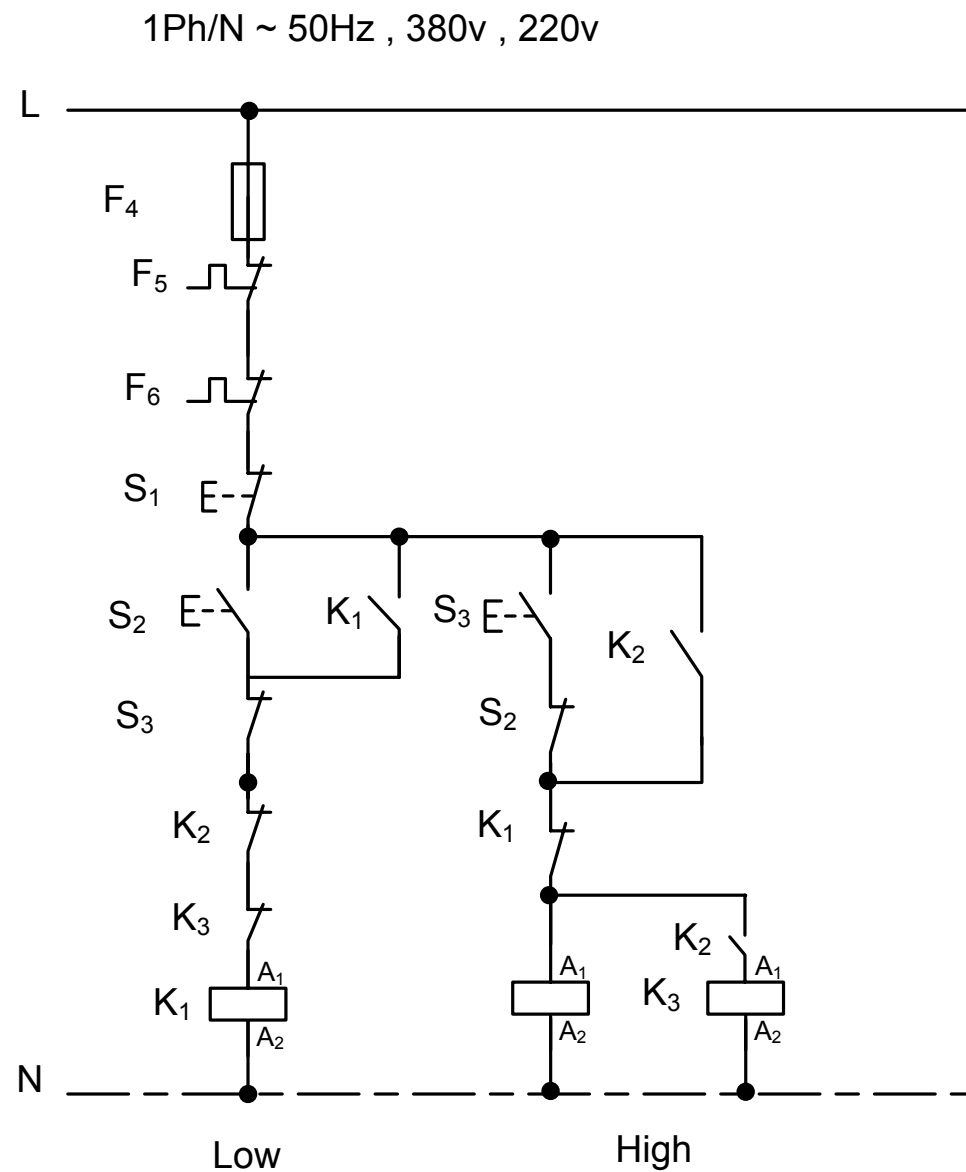 1Ph/N ~ 50Hz , 380v , 220v
L
F₄
F₅
F₆
S₁
S₂
K₁
S₃
K₂
S₃
S₂
K₂
K₁
K₃
K₂
A₁
A₁
A₁
K₁
K₃
A₂
A₂
A₂
N
Low
High